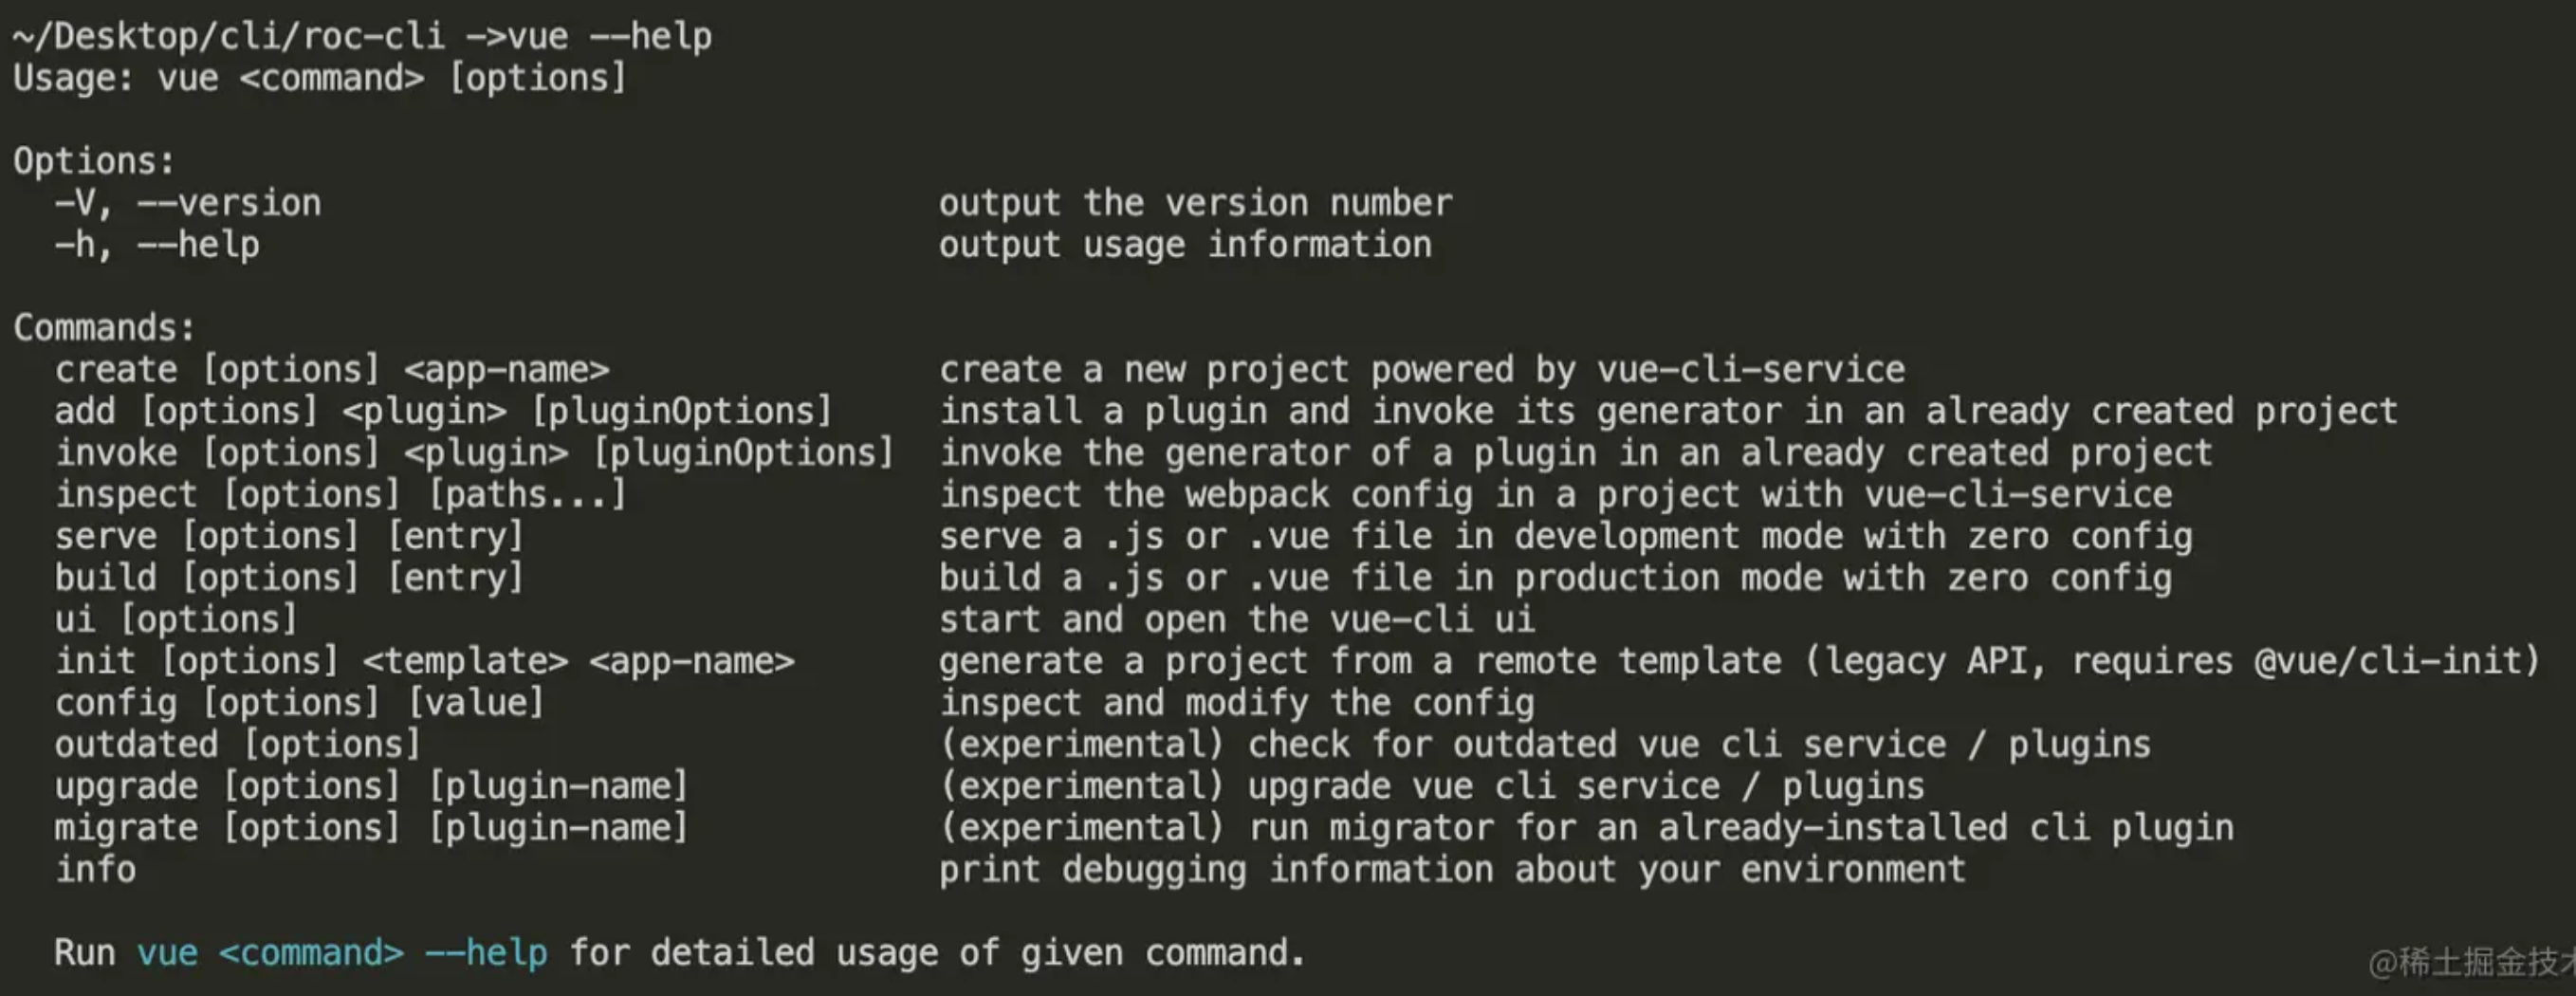 ~/Desktop/cli/roc-cli ->vue --help
Usage: vue <command> [options]

Options:
  -V, --version                              output the version number
  -h, --help                                 output usage information

Commands:
  create [options] <app-name>                create a new project powered by vue-cli-service
  add [options] <plugin> [pluginOptions]     install a plugin and invoke its generator in an already created project
  invoke [options] <plugin> [pluginOptions]  invoke the generator of a plugin in an already created project
  inspect [options] [paths...]               inspect the webpack config in a project with vue-cli-service
  serve [options] [entry]                    serve a .js or .vue file in development mode with zero config
  build [options] [entry]                    build a .js or .vue file in production mode with zero config
  ui [options]                               start and open the vue-cli ui
  init [options] <template> <app-name>       generate a project from a remote template (legacy API, requires @vue/cli-init)
  config [options] [value]                   inspect and modify the config
  outdated [options]                         (experimental) check for outdated vue cli service / plugins
  upgrade [options] [plugin-name]            (experimental) upgrade vue cli service / plugins
  migrate [options] [plugin-name]            (experimental) run migrator for an already-installed cli plugin
  info                                       print debugging information about your environment

  Run vue <command> --help for detailed usage of given command.
@稀土掘金技